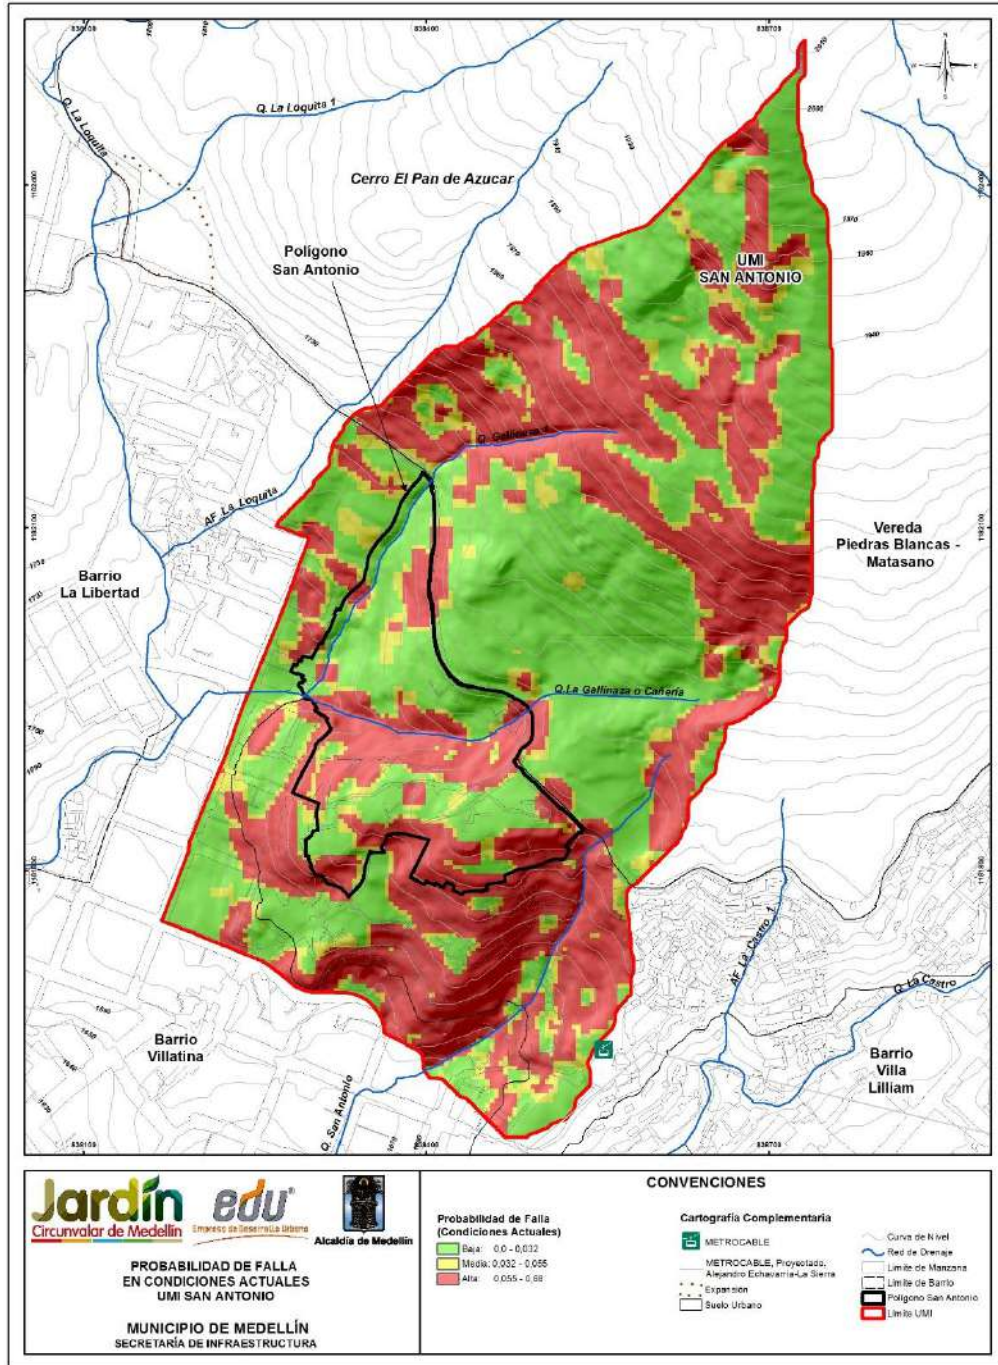 Q. La Loquita 1
Q. La Loquita
Cerro El Pan de Azucar
Polígono
San Antonio
UMI
SAN ANTONIO
Q. Gallinaza 1
AF. La Loquita
Vereda
Piedras Blancas -
Matasano
Barrio
La Libertad
Q. La Gallinaza o Cañería
AF. La Castro 1
Q. La Castro
Barrio
Villatina
Q. San Antonio
Barrio
Villa
Lilliam
Jardín
Circunvalar de Medellín
edu
Empresa de Desarrollo Urbano
Alcaldía de Medellín
PROBABILIDAD DE FALLA
EN CONDICIONES ACTUALES
UMI SAN ANTONIO
MUNICIPIO DE MEDELLÍN
SECRETARÍA DE INFRAESTRUCTURA
CONVENCIONES
Probabilidad de Falla
(Condiciones Actuales)
Baja: 0,0 - 0,032
Media: 0,032 - 0,055
Alta: 0,055 - 0,68
Cartografía Complementaria
METROCABLE
METROCABLE, Proyectado,
Alejandro Echavarria-La Sierra
Expansión
Suelo Urbano
Curva de Nivel
Red de Drenaje
Limite de Manzana
Limite de Barrio
Polígono San Antonio
Limite UMI